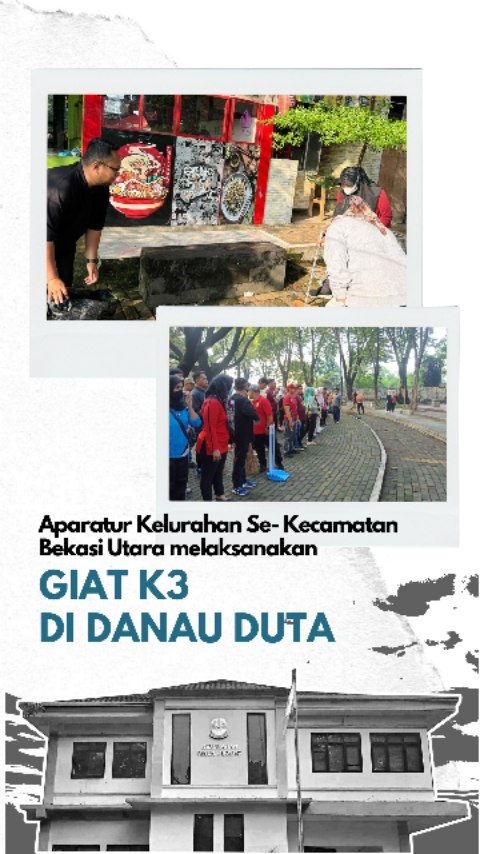 Aparatur Kelurahan Se- Kecamatan
Bekasi Utara melaksanakan
GIAT K3
DI DANAU DUTA